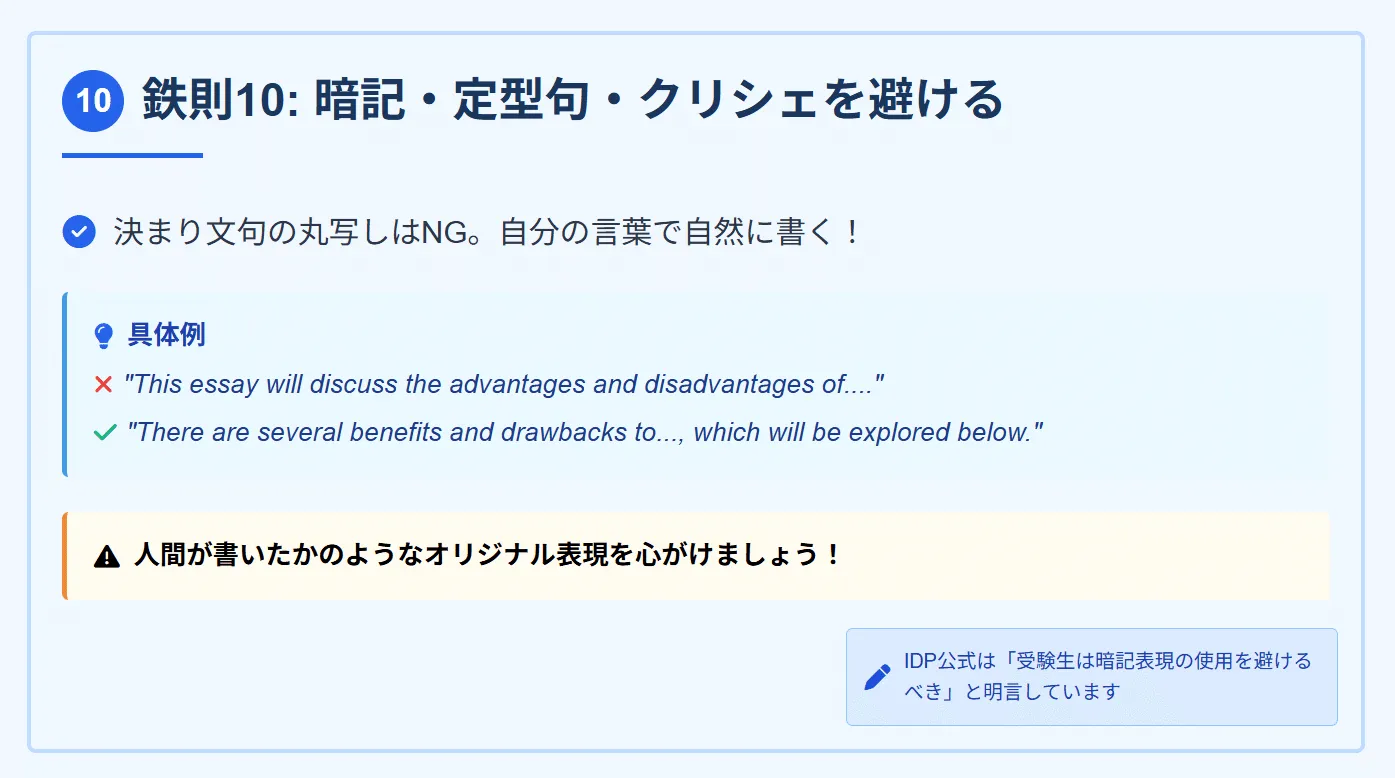 10 鉄則10: 暗記・定型句・クリシェを避ける
決まり文句の丸写しはNG。自分の言葉で自然に書く！
具体例
"This essay will discuss the advantages and disadvantages of...."
"There are several benefits and drawbacks to..., which will be explored below."
人間が書いたかのようなオリジナル表現を心がけましょう！
IDP公式は「受験生は暗記表現の使用を避ける
べき」と明言しています